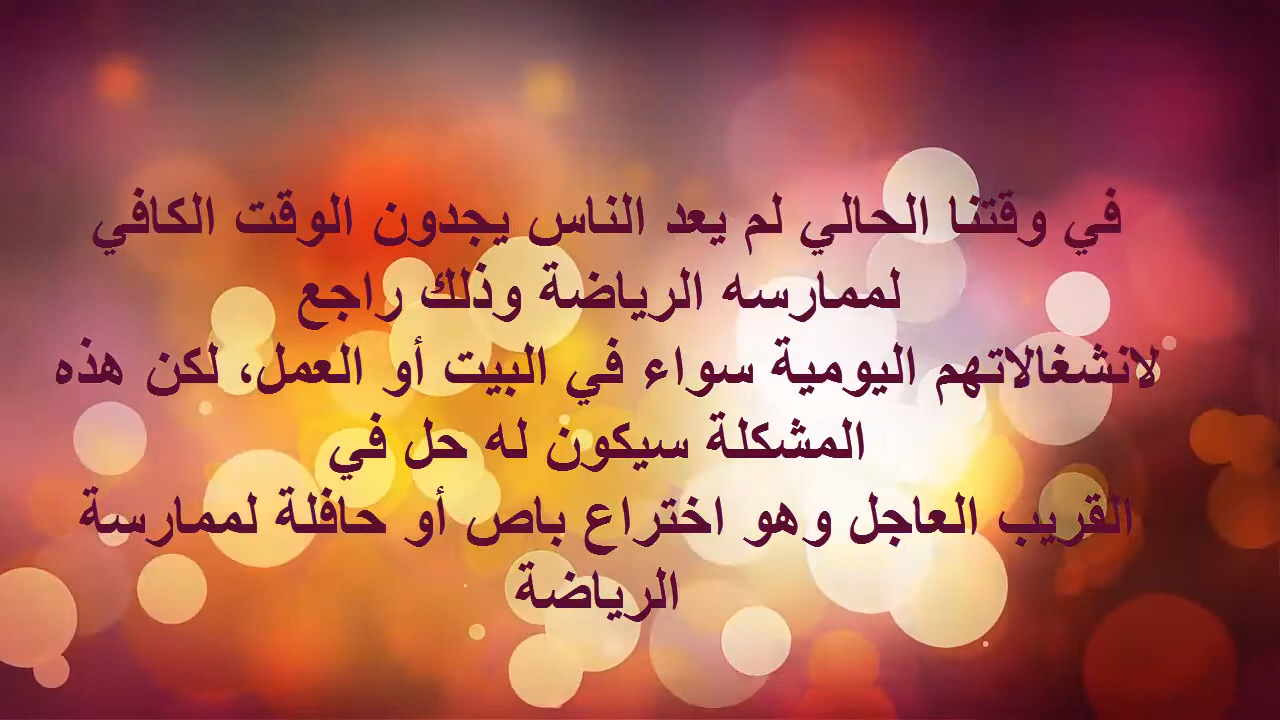 في وقتنا الحالي لم يعد الناس يجدون الوقت الكافي
لممارسه الرياضة وذلك راجع
لانشغالاتهم اليومية سواء في البيت أو العمل، لكن هذه
المشكلة سيكون له حل في
القريب العاجل وهو اختراع باص أو حافلة لممارسة
الرياضة